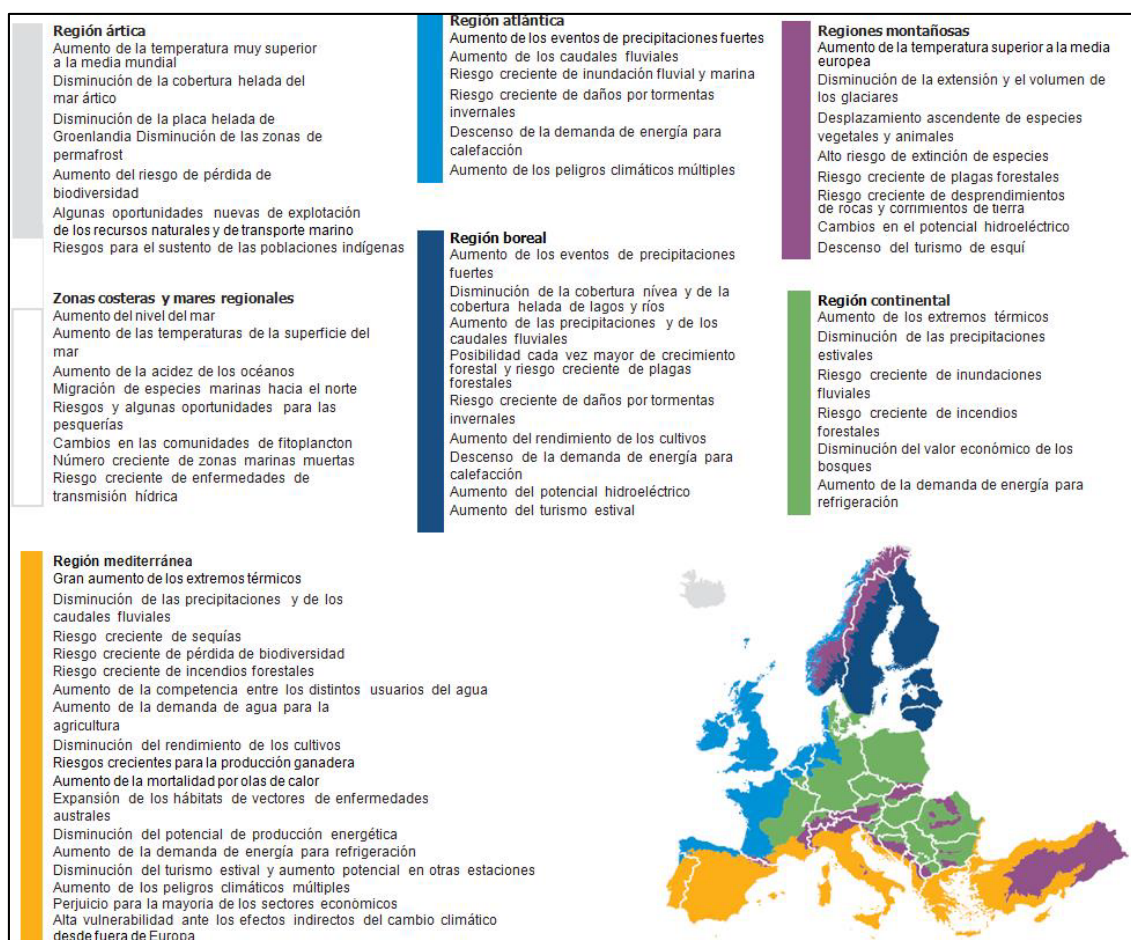 Región ártica
Aumento de la temperatura muy superior
a la media mundial
Disminución de la cobertura helada del
mar ártico
Disminución de la placa helada de
Groenlandia Disminución de las zonas de
permafrost
Aumento del riesgo de pérdida de
biodiversidad
Algunas oportunidades nuevas de explotación
de los recursos naturales y de transporte marino
Riesgos para el sustento de las poblaciones indígenas
Zonas costeras y mares regionales
Aumento del nivel del mar
Aumento de las temperaturas de la superficie del
mar
Aumento de la acidez de los océanos
Migración de especies marinas hacia el norte
Riesgos y algunas oportunidades para las
pesquerías
Cambios en las comunidades de fitoplancton
Número creciente de zonas marinas muertas
Riesgo creciente de enfermedades de
transmisión hídrica
Región atlántica
Aumento de los eventos de precipitaciones fuertes
Aumento de los caudales fluviales
Riesgo creciente de inundación fluvial y marina
Riesgo creciente de daños por tormentas
invernales
Descenso de la demanda de energía para
calefacción
Aumento de los peligros climáticos múltiples
Región boreal
Aumento de los eventos de precipitaciones
fuertes
Disminución de la cobertura nívea y de la
cobertura helada de lagos y ríos
Aumento de las precipitaciones y de los
caudales fluviales
Posibilidad cada vez mayor de crecimiento
forestal y riesgo creciente de plagas
forestales
Riesgo creciente de daños por tormentas
invernales
Aumento del rendimiento de los cultivos
Descenso de la demanda de energía para
calefacción
Aumento del potencial hidroeléctrico
Aumento del turismo estival
Regiones montañosas
Aumento de la temperatura superior a la media
europea
Disminución de la extensión y el volumen de
los glaciares
Desplazamiento ascendente de especies
vegetales y animales
Alto riesgo de extinción de especies
Riesgo creciente de plagas forestales
Riesgo creciente de desprendimientos
de rocas y corrimientos de tierra
Cambios en el potencial hidroeléctrico
Descenso del turismo de esquí
Región continental
Aumento de los extremos térmicos
Disminución de las precipitaciones
estivales
Riesgo creciente de inundaciones
fluviales
Riesgo creciente de incendios
forestales
Disminución del valor económico de los
bosques
Aumento de la demanda de energía para
refrigeración
Región mediterránea
Gran aumento de los extremos térmicos
Disminución de las precipitaciones y de los
caudales fluviales
Riesgo creciente de sequías
Riesgo creciente de pérdida de biodiversidad
Riesgo creciente de incendios forestales
Aumento de la competencia entre los distintos usuarios del agua
Aumento de la demanda de agua para la
agricultura
Disminución del rendimiento de los cultivos
Riesgos crecientes para la producción ganadera
Aumento de la mortalidad por olas de calor
Expansión de los hábitats de vectores de enfermedades
australes
Disminución del potencial de producción energética
Aumento de la demanda de energía para refrigeración
Disminución del turismo estival y aumento potencial en otras estaciones
Aumento de los peligros climáticos múltiples
Perjuicio para la mayoría de los sectores económicos
Alta vulnerabilidad ante los efectos indirectos del cambio climático
desde fuera de Europa